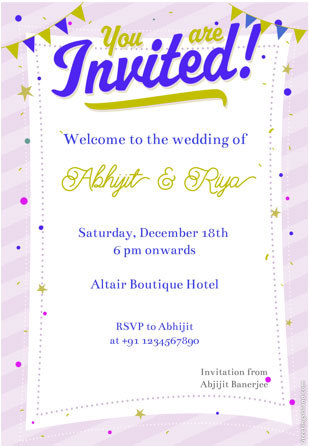 You are
Invited!
Welcome to the wedding of
Abhijit & Riya
Saturday, December 18th
6 pm onwards
Altair Boutique Hotel
RSVP to Abhijit
at +91 1234567890
Invitation from
Abjijit Banerjee